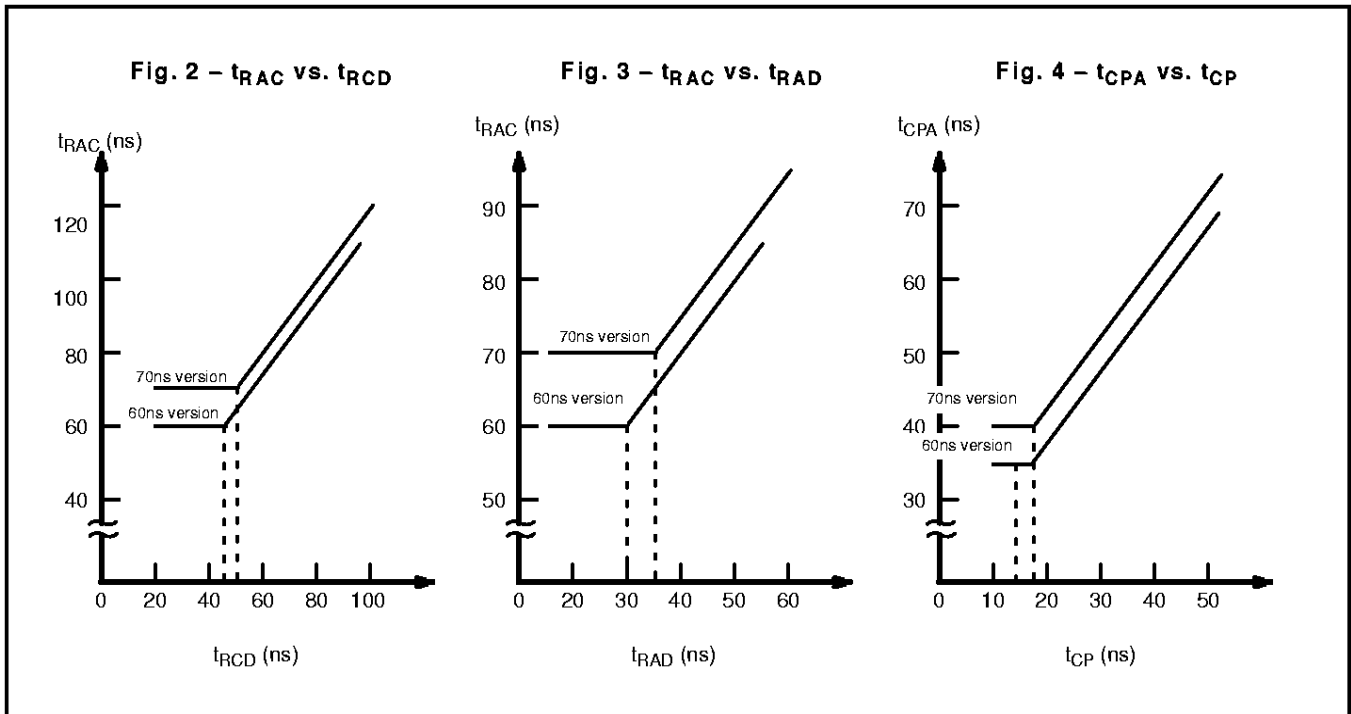 Fig. 2 – tRAC vs. tRCD
tRAC (ns)
120
100
80
60
40
70ns version
60ns version
0 20 40 60 80 100
tRCD (ns)
Fig. 3 – tRAC vs. tRAD
tRAC (ns)
90
80
70
60
50
70ns version
60ns version
0 10 20 30 40 50 60
tRAD (ns)
Fig. 4 – tCPA vs. tCP
tCPA (ns)
70
60
50
40
30
70ns version
60ns version
0 10 20 30 40 50
tCP (ns)